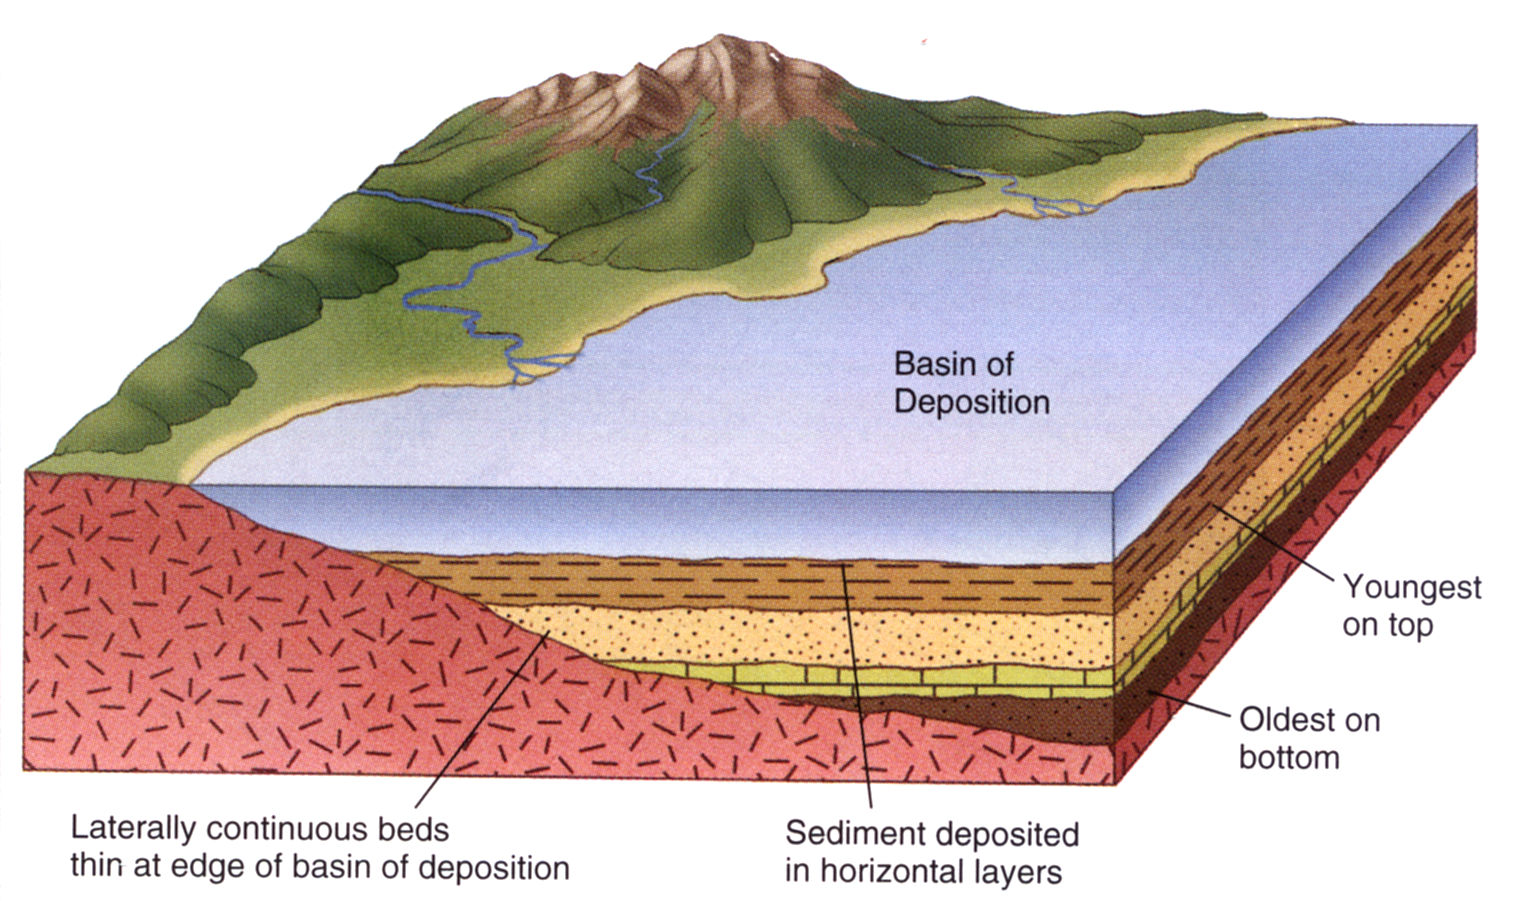 Basin of
Deposition
Youngest
on top
Oldest on
bottom
Laterally continuous beds
thin at edge of basin of deposition
Sediment deposited
in horizontal layers